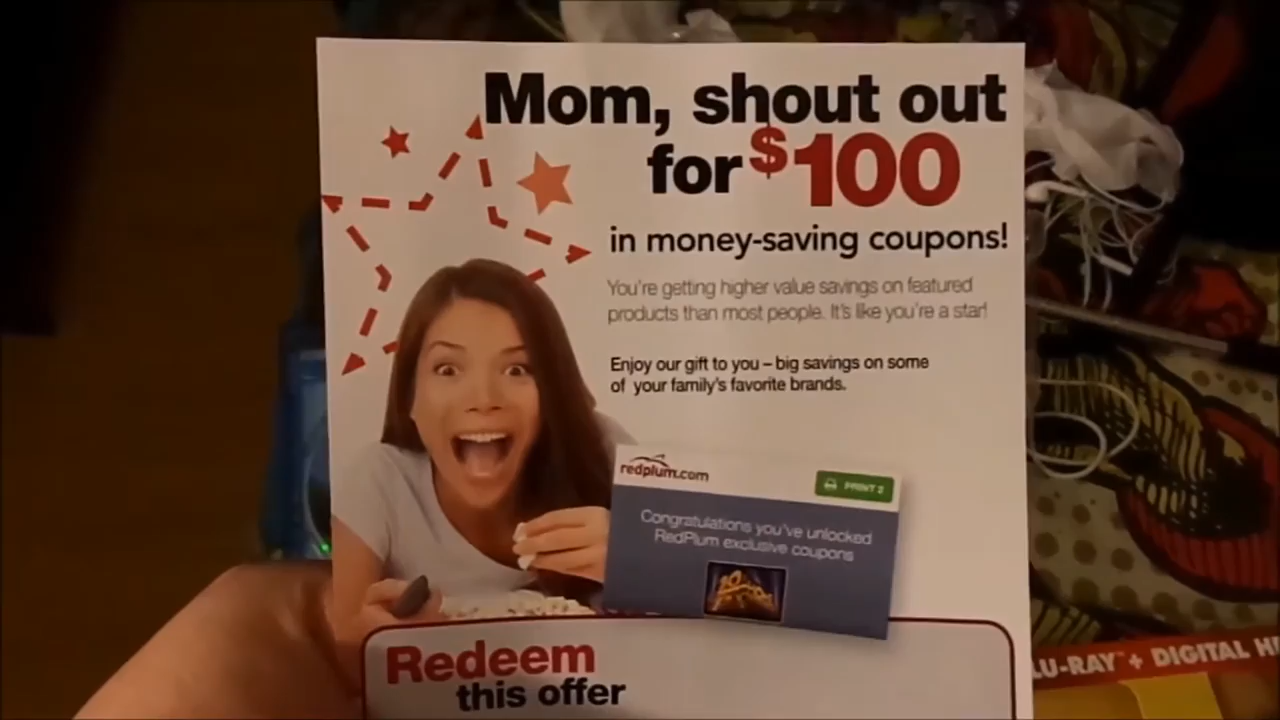 Mom, shout out
for $100
in money-saving coupons!
You're getting higher value savings on featured
products than most people. It's like you're a star!
Enjoy our gift to you – big savings on some
of your family's favorite brands.
redplum.com
PRINT 2
Congratulations you've unlocked
RedPlum exclusive coupons
Redeem
this offer
LU-RAY™ + DIGITAL H